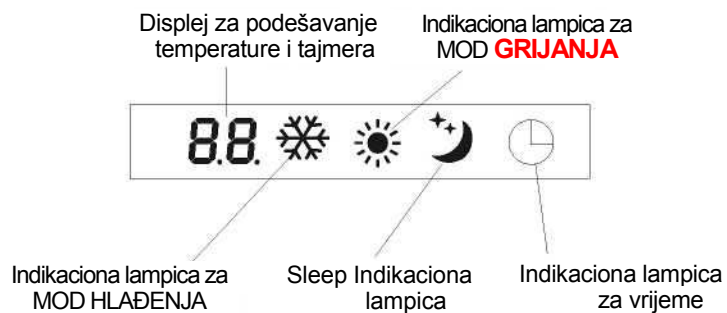 Displej za podešavanje
temperature i tajmera
Indikaciona lampica za
MOD GRIJANJA
8.8.
Indikaciona lampica za
MOD HLAĐENJA
Sleep Indikaciona
lampica
Indikaciona lampica
za vrijeme